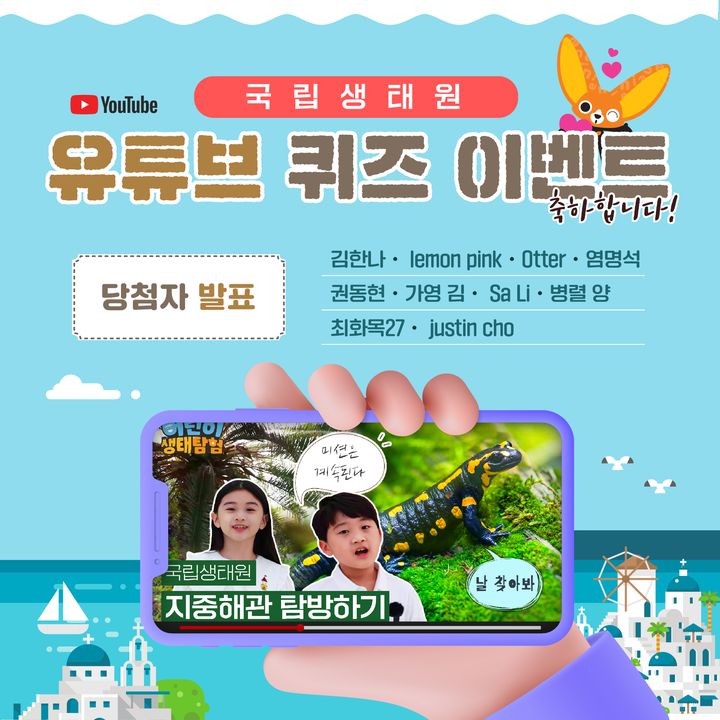 국립생태원
YouTube
유튜브 퀴즈 이벤트
축하합니다!
당첨자 발표
김한나 · lemon pink · Otter · 염명석
권동현 · 가영 김 · Sa Li · 병렬 양
최화목27 · justin cho
어린이
생태탐험
미션은
계속된다
국립생태원
지중해관 탐방하기
날 찾아봐